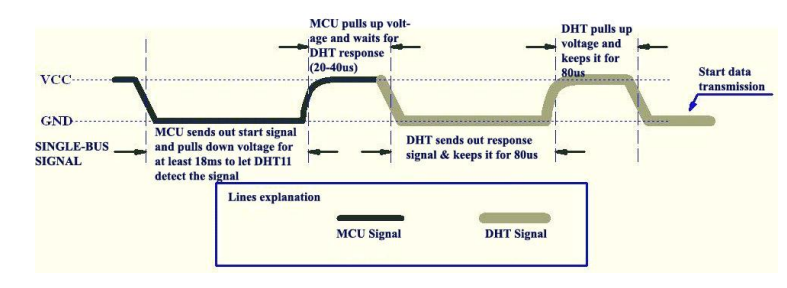 MCU pulls up volt-
age and waits for
DHT response
(20-40us)
DHT pulls up
voltage and
keeps it for
80us
Start data
transmission
VCC
GND
SINGLE-BUS
SIGNAL
MCU sends out start signal
and pulls down voltage for
at least 18ms to let DHT11
detect the signal
DHT sends out response
signal & keeps it for 80us
Lines explanation
MCU Signal
DHT Signal